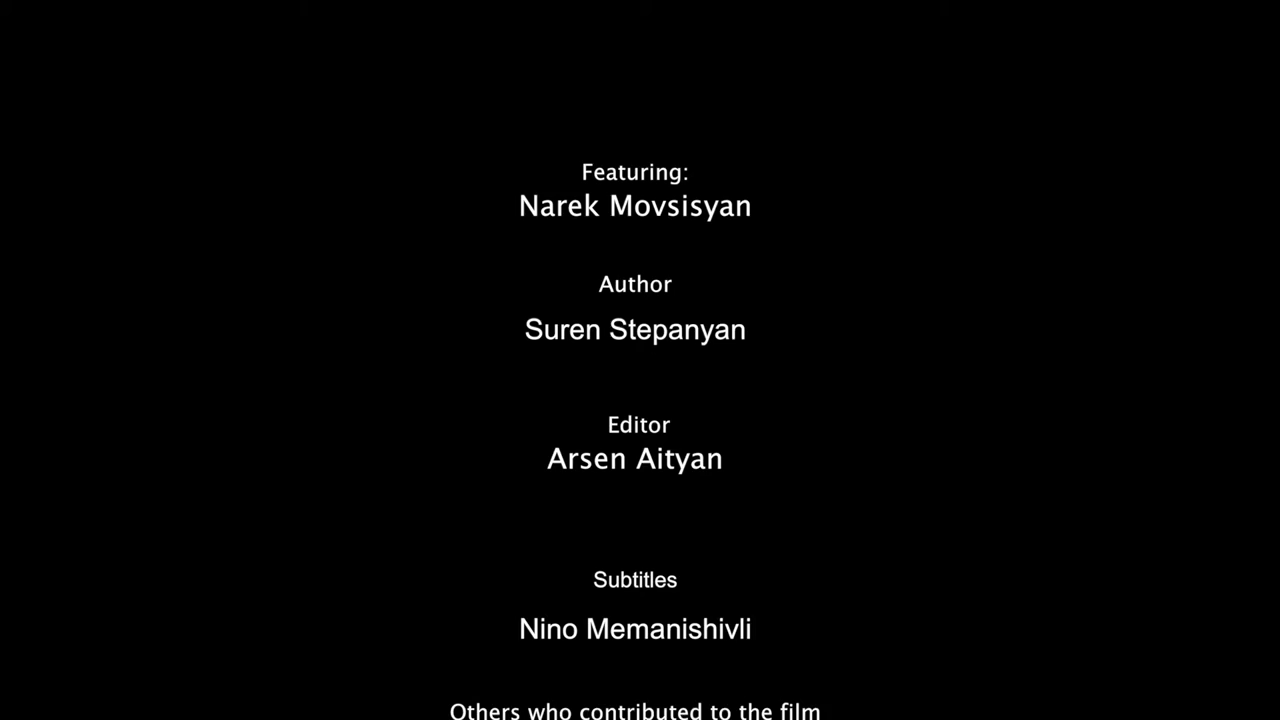 Featuring:
Narek Movsisyan
Author
Suren Stepanyan
Editor
Arsen Aityan
Subtitles
Nino Memanishivli
Others who contributed to the film